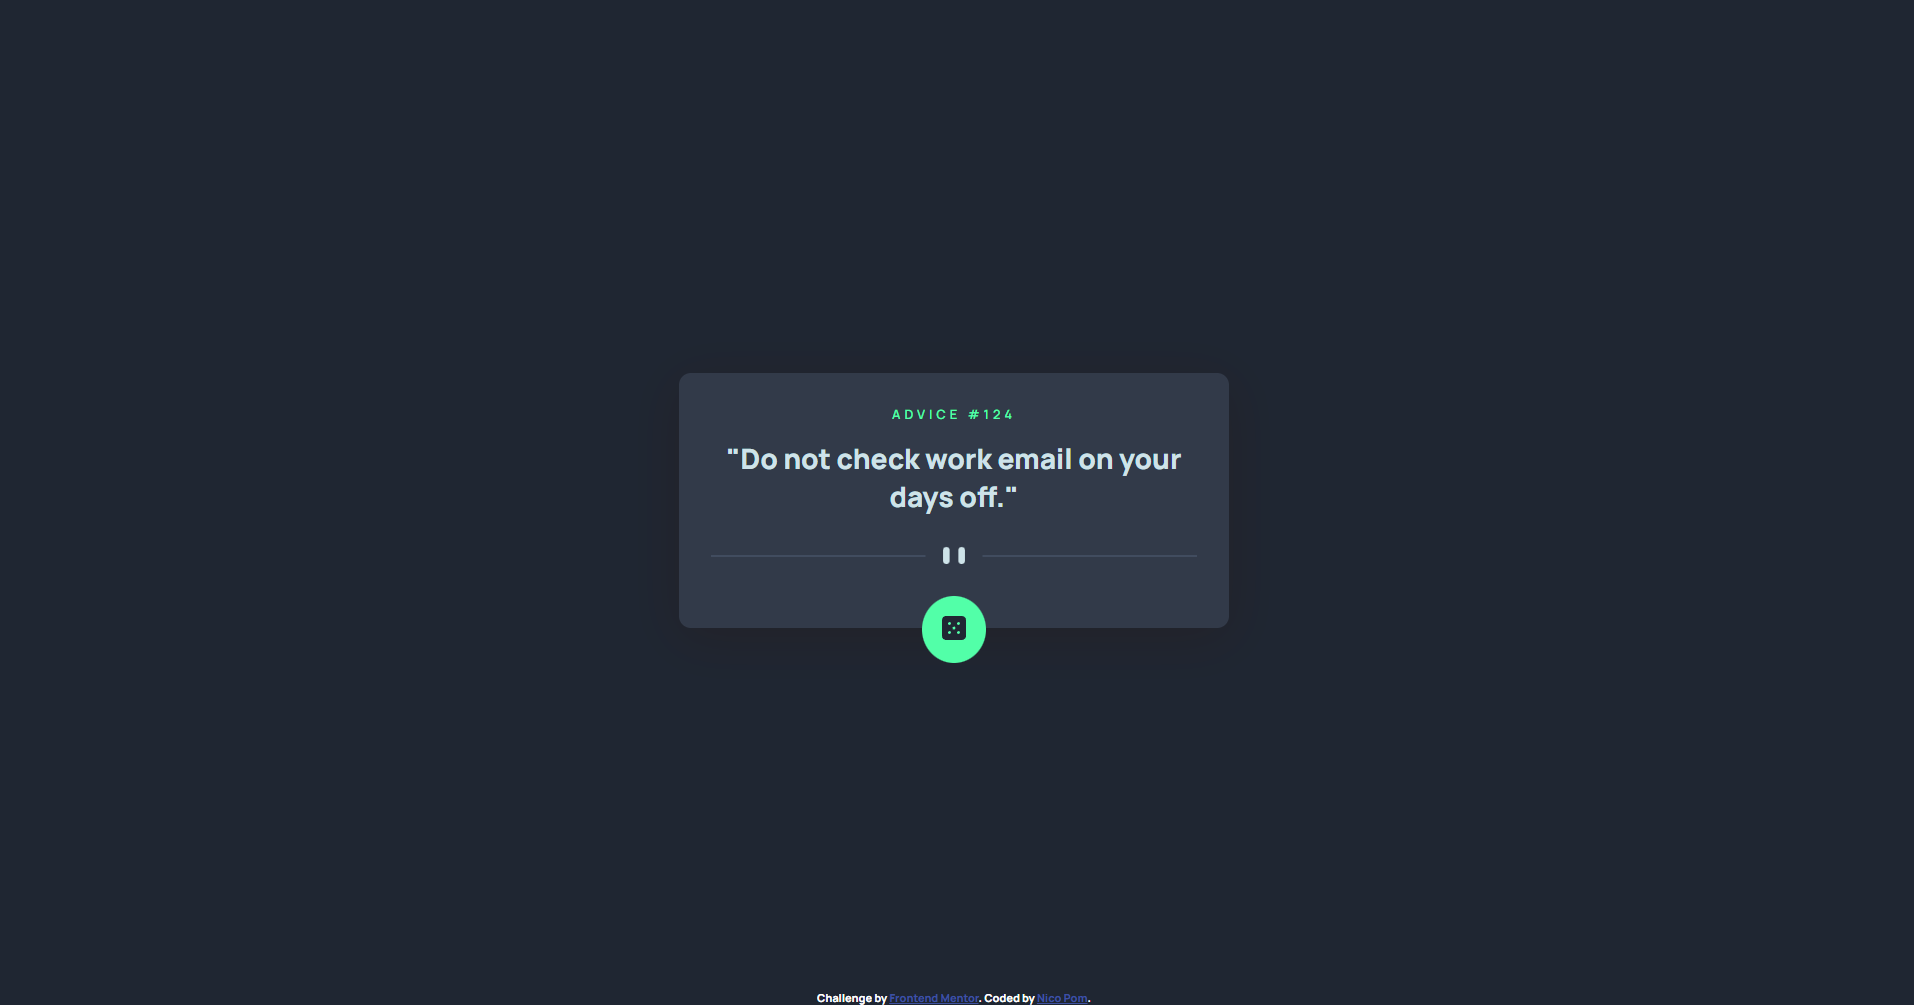 ADVICE #124
"Do not check work email on your
days off."
Challenge by Frontend Mentor. Coded by Nico Pom.